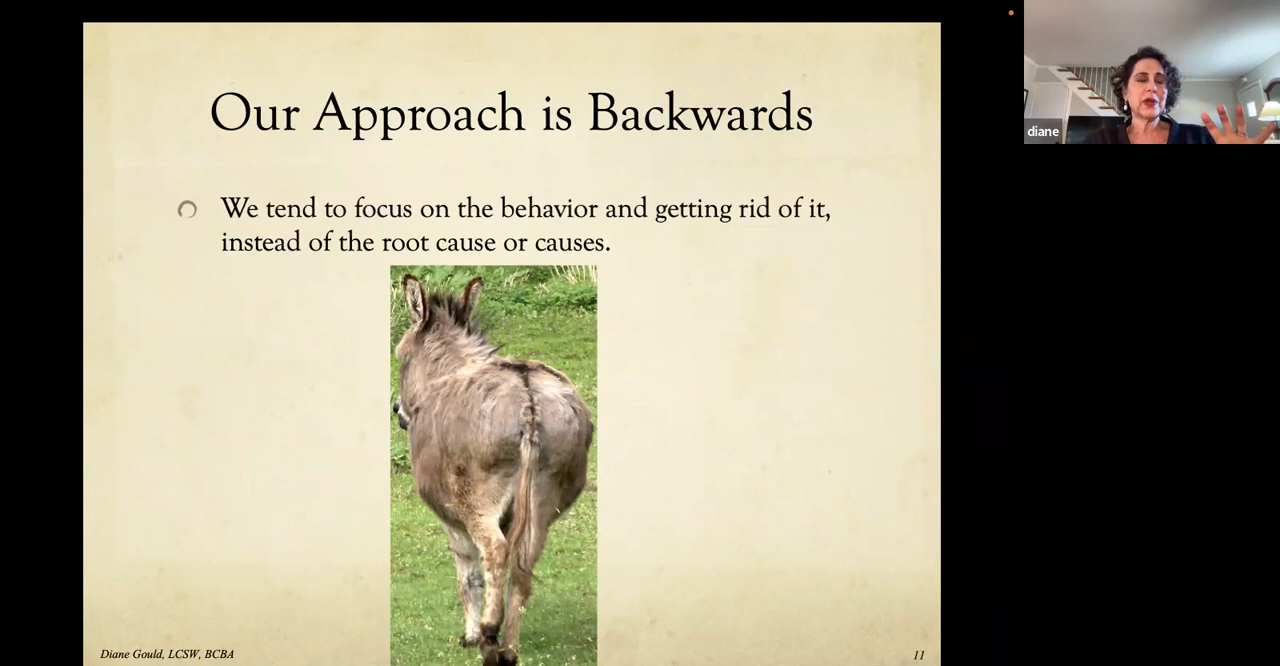 Our Approach is Backwards
We tend to focus on the behavior and getting rid of it,
instead of the root cause or causes.
Diane Gould, LCSW, BCBA
11
diane